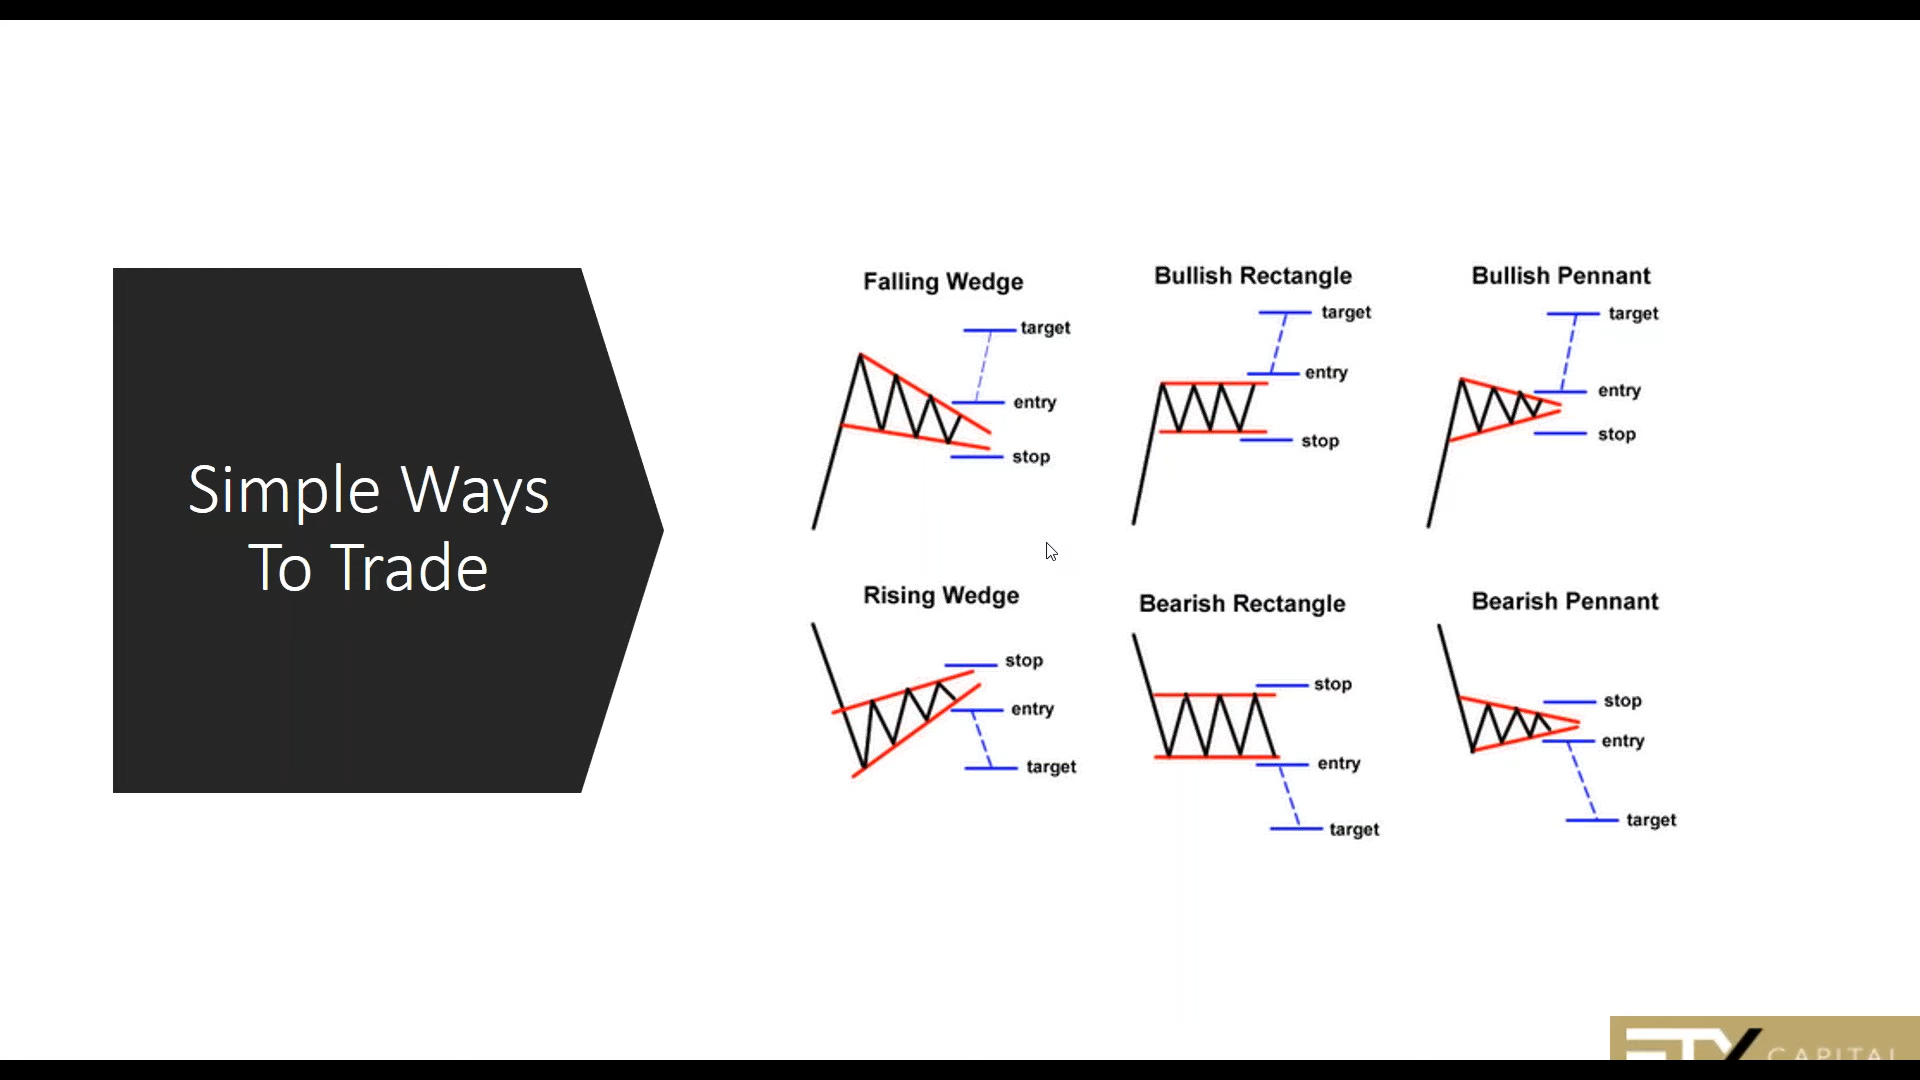 Simple Ways
To Trade
Falling Wedge
target
entry
stop
Bullish Rectangle
target
entry
stop
Bullish Pennant
target
entry
stop
Rising Wedge
stop
entry
target
Bearish Rectangle
stop
entry
target
Bearish Pennant
stop
entry
target
ETX CAPITAL